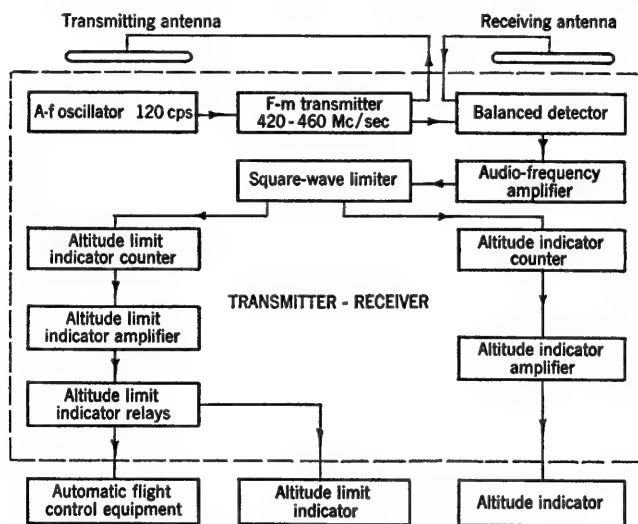 Transmitting antenna
Receiving antenna
A-f oscillator 120 cps
F-m transmitter
420-460 Mc/sec
Balanced detector
Square-wave limiter
Audio-frequency
amplifier
Altitude limit
indicator counter
Altitude indicator
counter
TRANSMITTER - RECEIVER
Altitude limit
indicator amplifier
Altitude indicator
amplifier
Altitude limit
indicator relays
Automatic flight
control equipment
Altitude limit
indicator
Altitude indicator